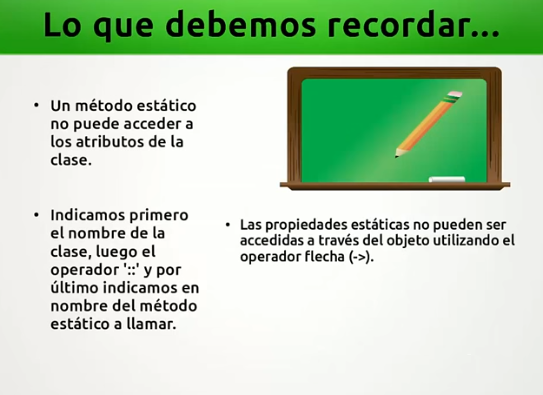 Lo que debemos recordar...
• Un método estático
no puede acceder a
los atributos de la
clase.
• Indicamos primero
el nombre de la
clase, luego el
operador '::' y por
último indicamos en
nombre del método
estático a llamar.
• Las propiedades estáticas no pueden ser
accedidas a través del objeto utilizando el
operador flecha (->).